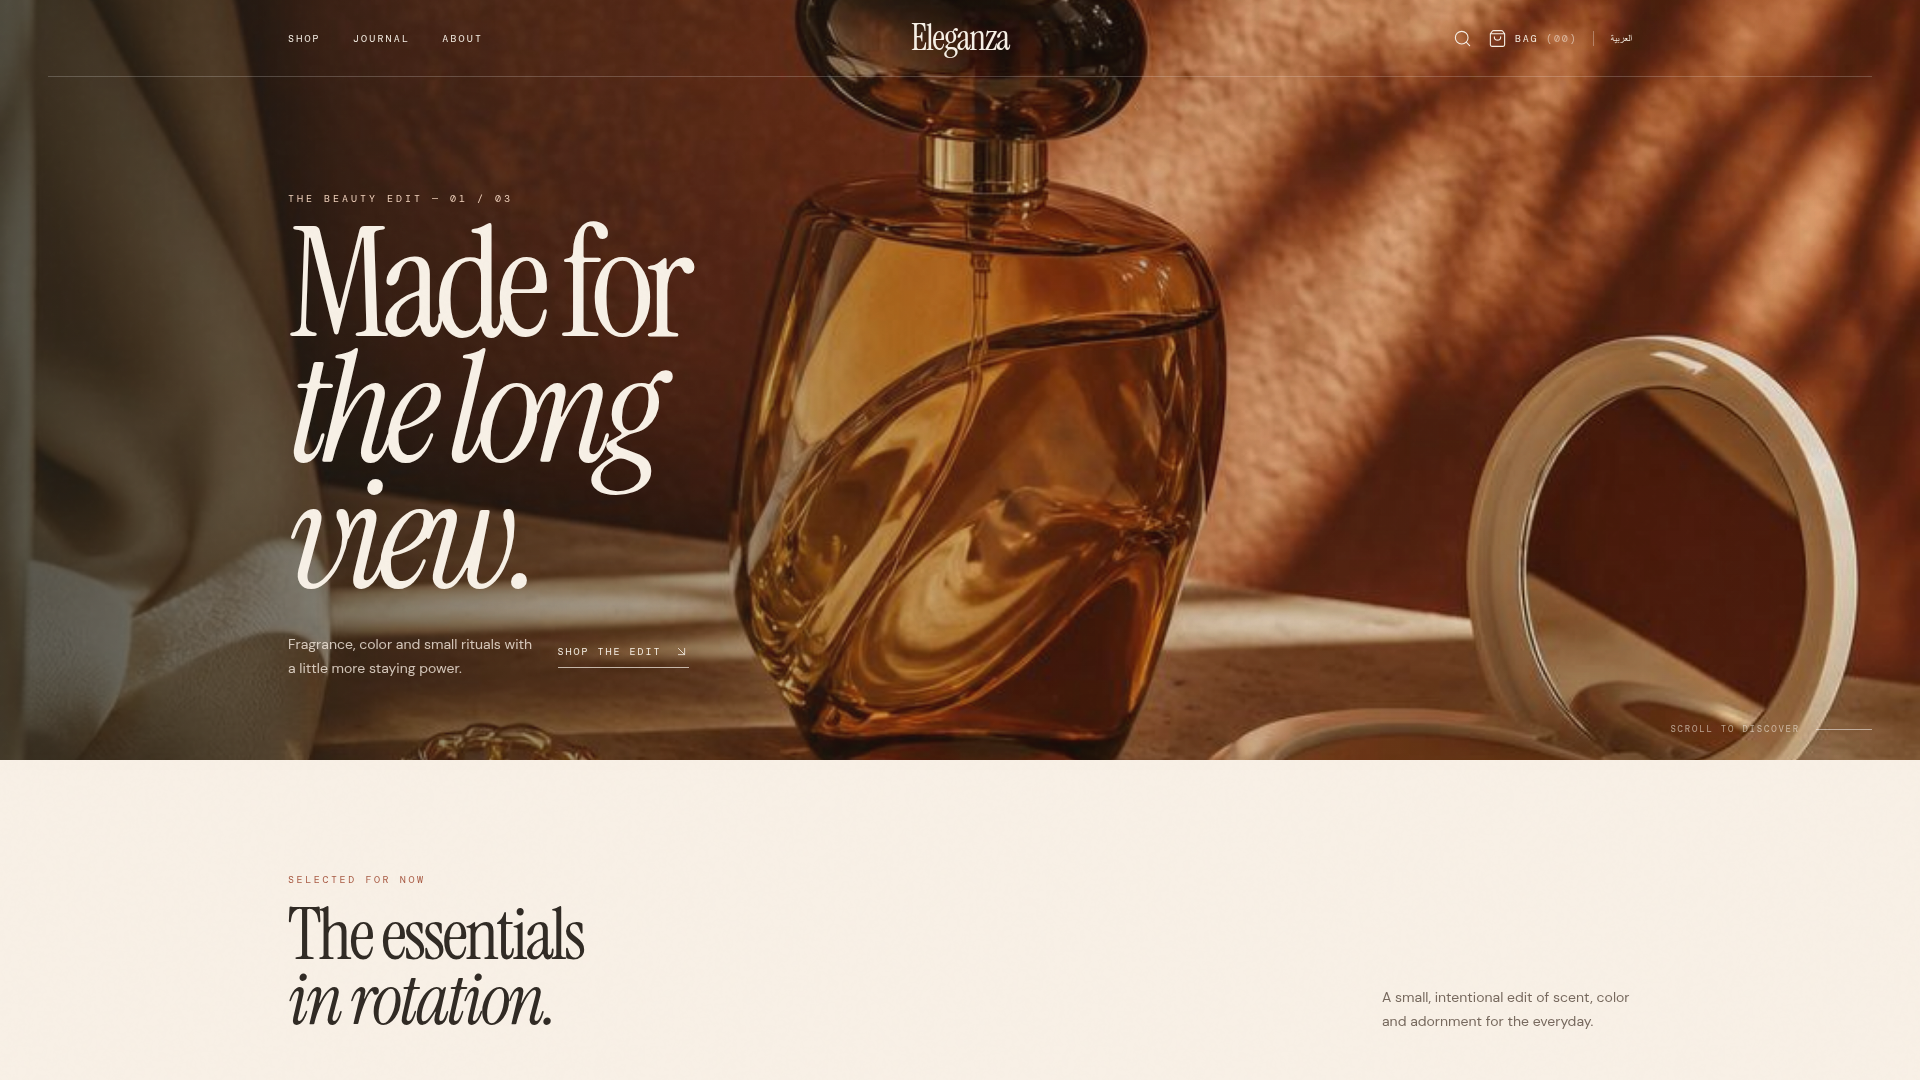 SHOP JOURNAL ABOUT Eleganza BAG (00) العربية
THE BEAUTY EDIT — 01 / 03
Made for
the long
view.
Fragrance, color and small rituals with
a little more staying power.
SHOP THE EDIT
SCROLL TO DISCOVER
SELECTED FOR NOW
The essentials
in rotation.
A small, intentional edit of scent, color
and adornment for the everyday.